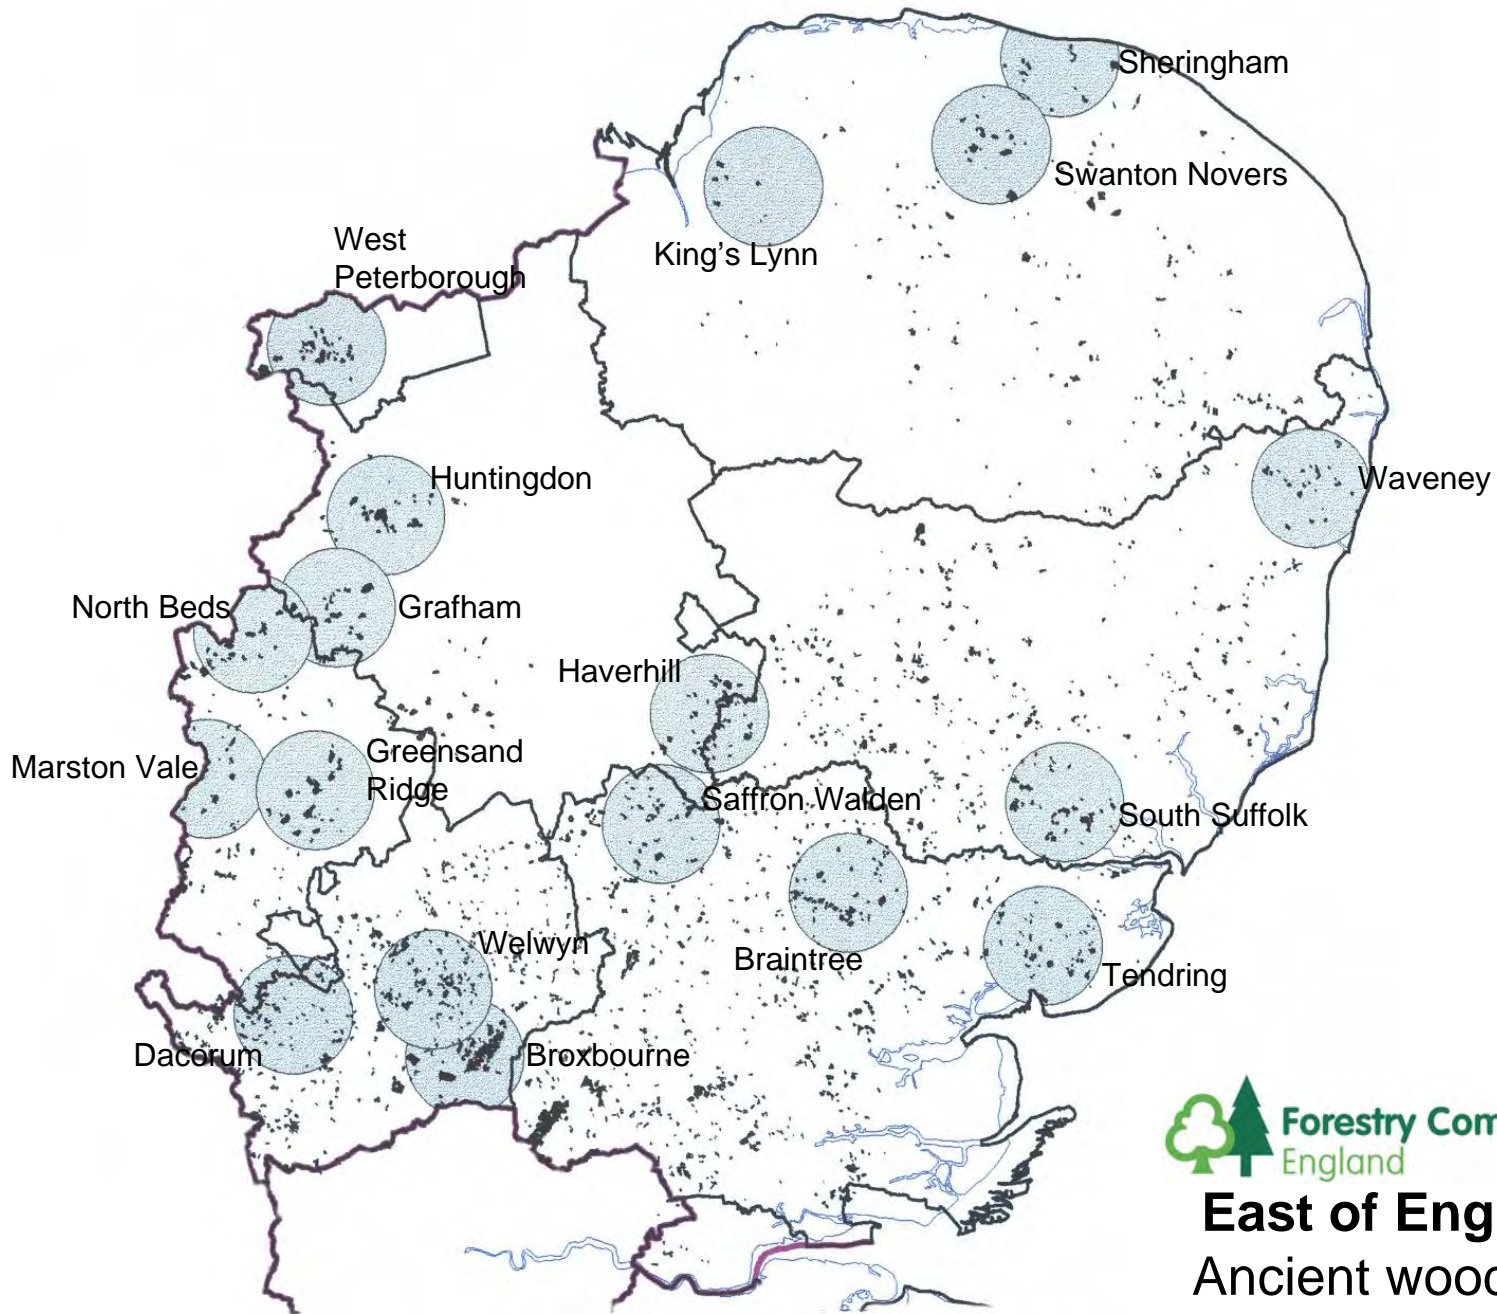 Sheringham
Swanton Novers
King's Lynn
West
Peterborough
Huntingdon
Waveney
North Beds
Grafham
Haverhill
Marston Vale
Greensand
Ridge
Saffron Walden
South Suffolk
Welwyn
Braintree
Tendring
Dacorum
Broxbourne
Forestry Com
England
East of Eng
Ancient wood